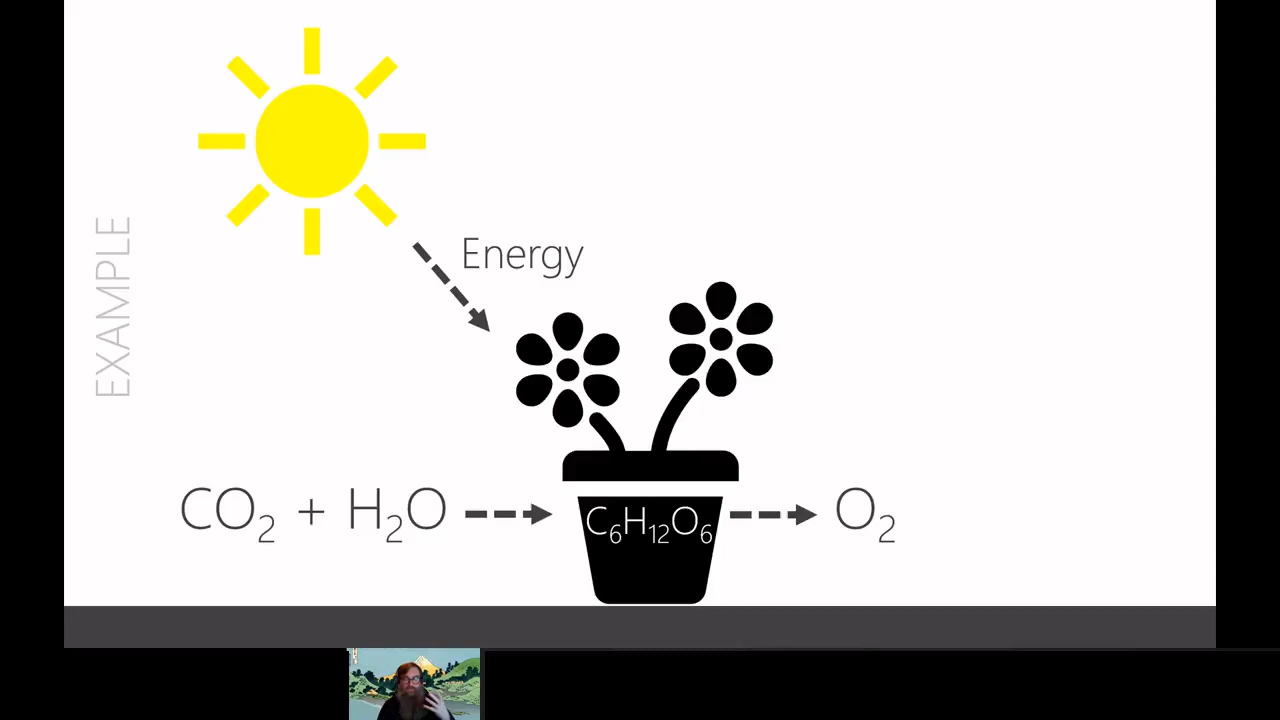 EXAMPLE
Energy
CO₂ + H₂O
C₆H₁₂O₆
O₂